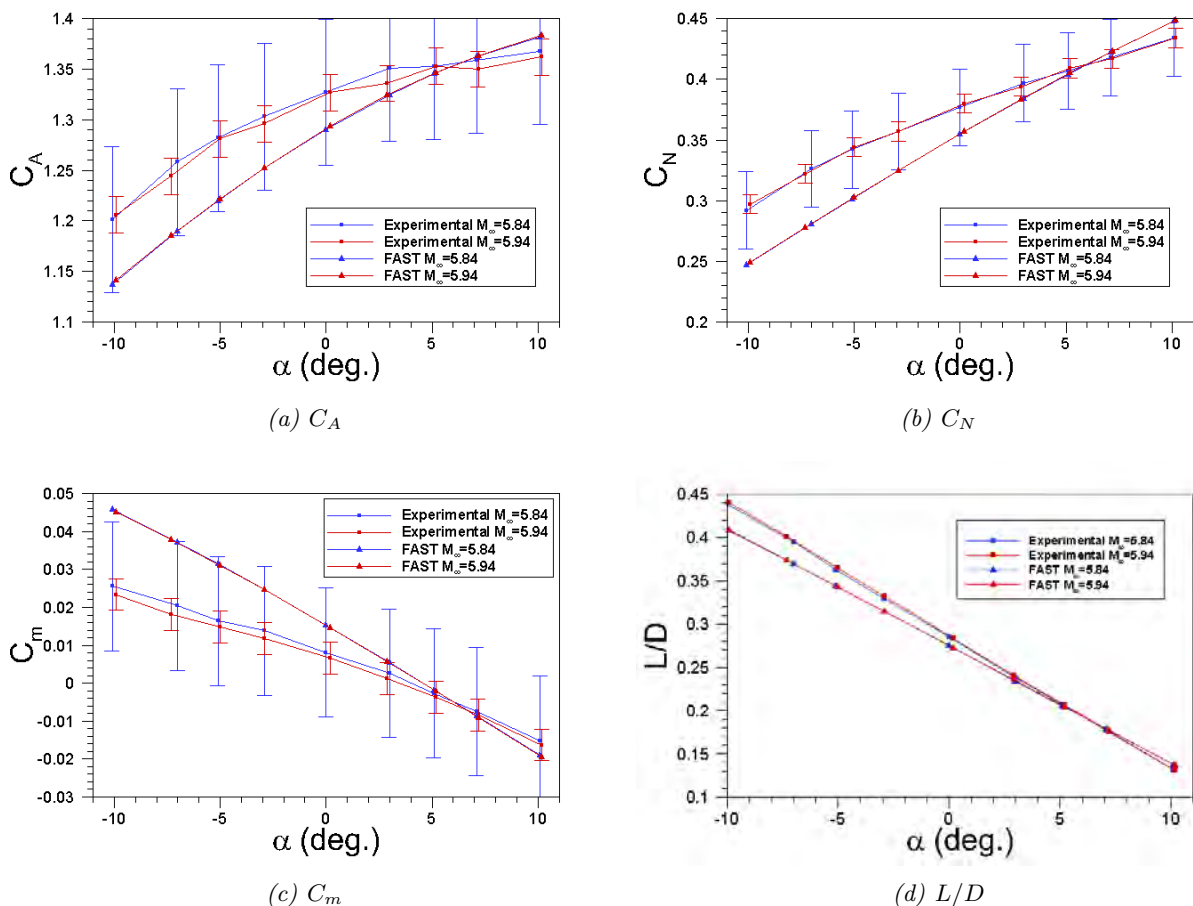 1.4
1.35
1.3
1.25
1.2
1.15
1.1
C_A
Experimental M∞=5.84
Experimental M∞=5.94
FAST M∞=5.84
FAST M∞=5.94
-10 -5 0 5 10
α (deg.)
(a) C_A
0.45
0.4
0.35
0.3
0.25
0.2
C_N
Experimental M∞=5.84
Experimental M∞=5.94
FAST M∞=5.84
FAST M∞=5.94
-10 -5 0 5 10
α (deg.)
(b) C_N
0.05
0.04
0.03
0.02
0.01
0
-0.01
-0.02
-0.03
C_m
Experimental M∞=5.84
Experimental M∞=5.94
FAST M∞=5.84
FAST M∞=5.94
-10 -5 0 5 10
α (deg.)
(c) C_m
0.45
0.4
0.35
0.3
0.25
0.2
0.15
0.1
L/D
Experimental M∞=5.84
Experimental M∞=5.94
FAST M∞=5.84
FAST M∞=5.94
-10 -5 0 5 10
α (deg.)
(d) L/D